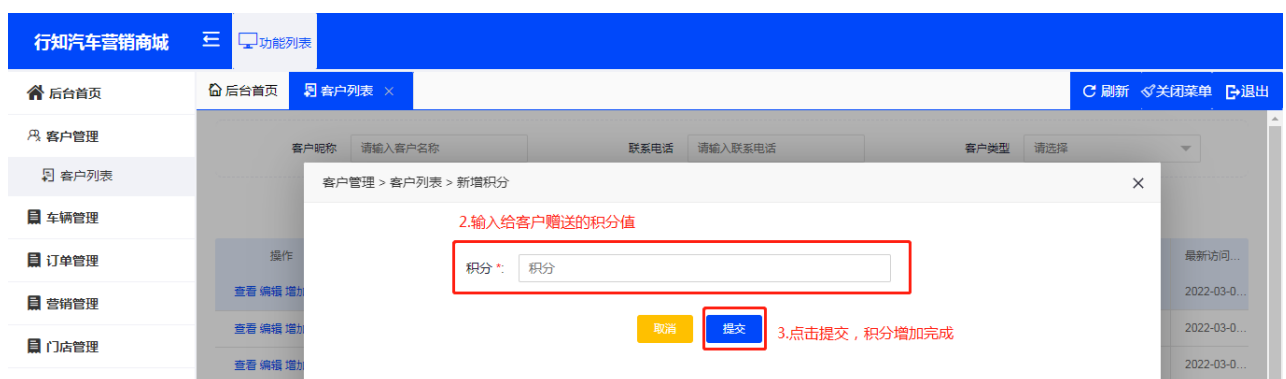 行知汽车营销商城 功能列表
后台首页 后台首页 客户列表 × 刷新 关闭菜单 退出
客户管理 客户昵称 请输入客户名称 联系电话 请输入联系电话 客户类型 请选择
客户列表 客户管理 > 客户列表 > 新增积分 ×
车辆管理 2.输入给客户赠送的积分值
订单管理 操作 积分 *: 积分 最新访问...
营销管理 查看 编辑 增加 2022-03-0...
门店管理 查看 编辑 增加 取消 提交 3.点击提交，积分增加完成 2022-03-0...
查看 编辑 增加 2022-03-0...